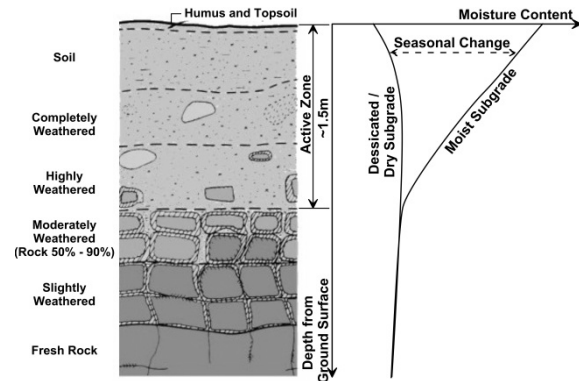 Humus and Topsoil
Moisture Content
Soil
Seasonal Change
Completely
Weathered
Active Zone
~1.5m
Dessicated /
Dry Subgrade
Moist Subgrade
Highly
Weathered
Moderately
Weathered
(Rock 50% - 90%)
Slightly
Weathered
Depth from
Ground Surface
Fresh Rock